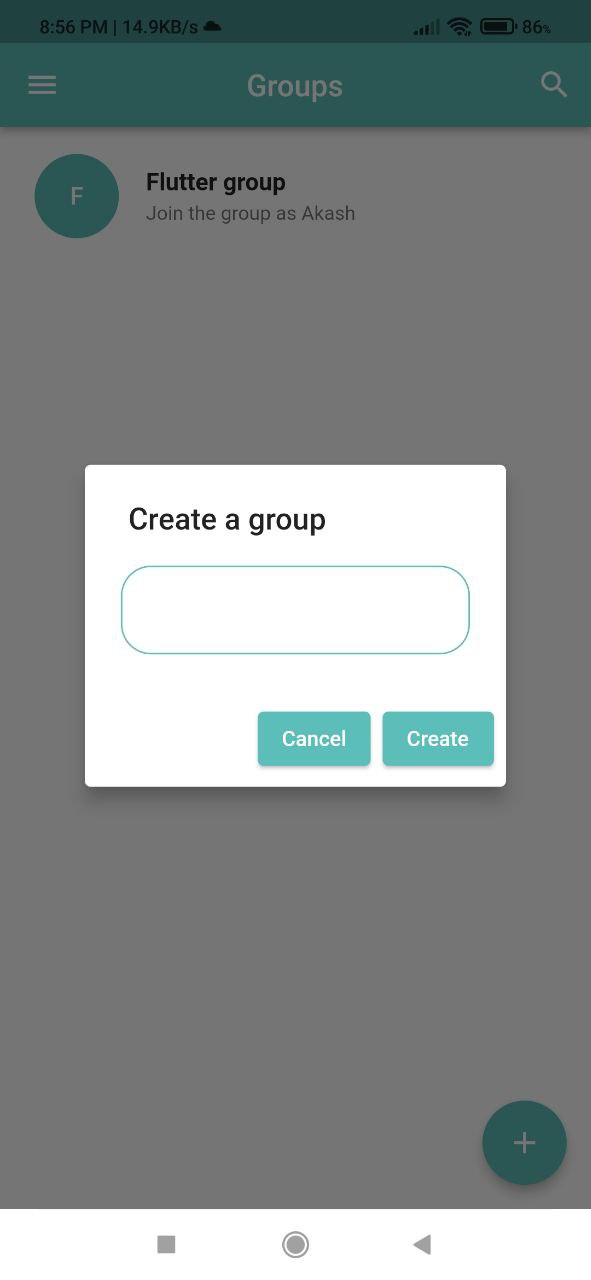 8:56 PM | 14.9KB/s
86%
Groups
F
Flutter group
Join the group as Akash
Create a group
Cancel
Create